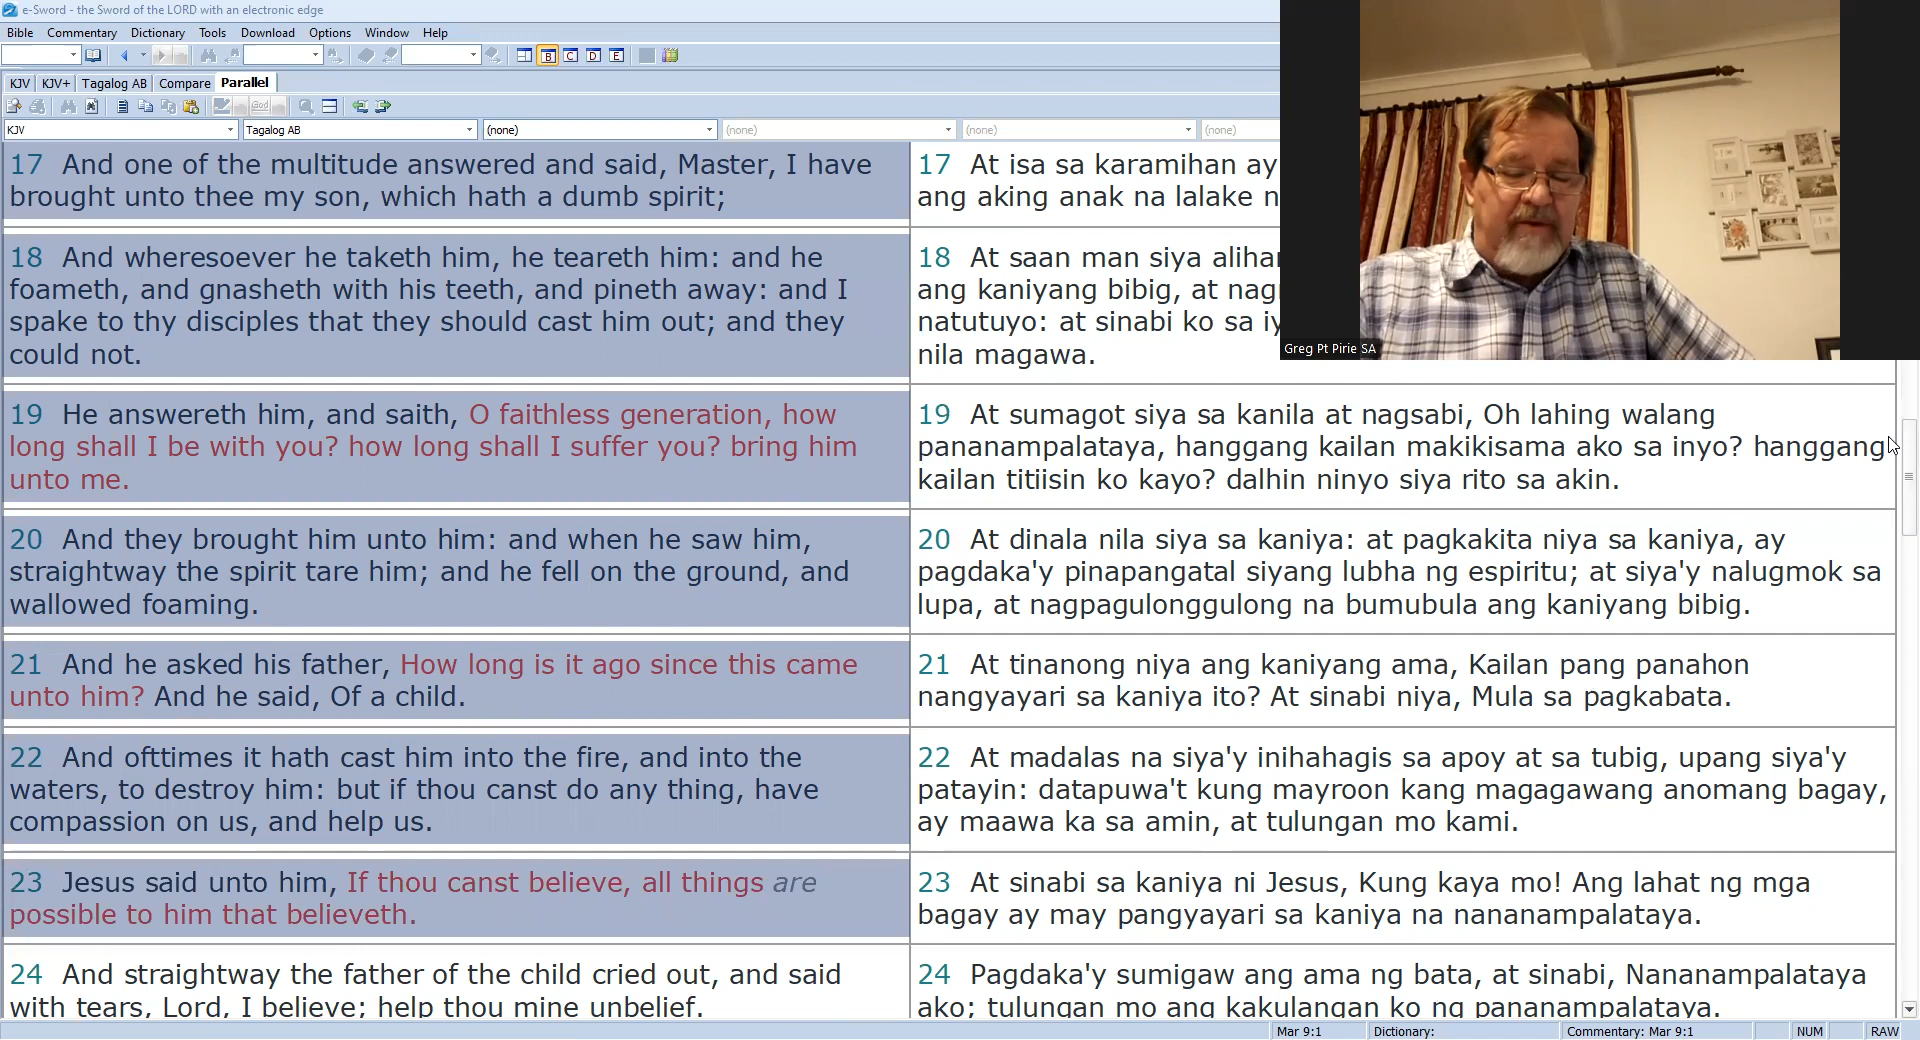 e-Sword - the Sword of the LORD with an electronic edge
Bible Commentary Dictionary Tools Download Options Window Help
B C D E
KJV KJV+ Tagalog AB Compare Parallel
God
KJV Tagalog AB (none) (none) (none) (none)
17 And one of the multitude answered and said, Master, I have
brought unto thee my son, which hath a dumb spirit;
18 And wheresoever he taketh him, he teareth him: and he
foameth, and gnasheth with his teeth, and pineth away: and I
spake to thy disciples that they should cast him out; and they
could not.
19 He answereth him, and saith, O faithless generation, how
long shall I be with you? how long shall I suffer you? bring him
unto me.
20 And they brought him unto him: and when he saw him,
straightway the spirit tare him; and he fell on the ground, and
wallowed foaming.
21 And he asked his father, How long is it ago since this came
unto him? And he said, Of a child.
22 And ofttimes it hath cast him into the fire, and into the
waters, to destroy him: but if thou canst do any thing, have
compassion on us, and help us.
23 Jesus said unto him, If thou canst believe, all things are
possible to him that believeth.
24 And straightway the father of the child cried out, and said
with tears, Lord, I believe; help thou mine unbelief.
17 At isa sa karamihan ay
ang aking anak na lalake n
18 At saan man siya aliha
ang kaniyang bibig, at nag
natutuyo: at sinabi ko sa iy
nila magawa.
19 At sumagot siya sa kanila at nagsabi, Oh lahing walang
pananampalataya, hanggang kailan makikisama ako sa inyo? hanggang
kailan titiisin ko kayo? dalhin ninyo siya rito sa akin.
20 At dinala nila siya sa kaniya: at pagkakita niya sa kaniya, ay
pagdaka'y pinapangatal siyang lubha ng espiritu; at siya'y nalugmok sa
lupa, at nagpagulonggulong na bumubula ang kaniyang bibig.
21 At tinanong niya ang kaniyang ama, Kailan pang panahon
nangyayari sa kaniya ito? At sinabi niya, Mula sa pagkabata.
22 At madalas na siya'y inihahagis sa apoy at sa tubig, upang siya'y
patayin: datapuwa't kung mayroon kang magagawang anomang bagay,
ay maawa ka sa amin, at tulungan mo kami.
23 At sinabi sa kaniya ni Jesus, Kung kaya mo! Ang lahat ng mga
bagay ay may pangyayari sa kaniya na nananampalataya.
24 Pagdaka'y sumigaw ang ama ng bata, at sinabi, Nananampalataya
ako; tulungan mo ang kakulangan ko ng pananampalataya.
Greg Pt Pirie SA
Mar 9:1 Dictionary: Commentary: Mar 9:1 NUM RAW